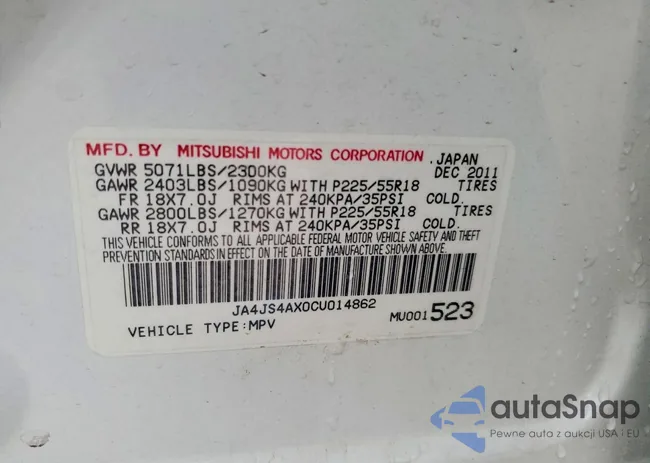 MFD. BY MITSUBISHI MOTORS CORPORATION .JAPAN
GVWR 5071LBS/2300KG DEC 2011
GAWR 2403LBS/1090KG WITH P225/55R18 TIRES
FR 18X7.0J RIMS AT 240KPA/35PSI COLD.
GAWR 2800LBS/1270KG WITH P225/55R18 TIRES
RR 18X7.0J RIMS AT 240KPA/35PSI COLD.
THIS VEHICLE CONFORMS TO ALL APPLICABLE FEDERAL MOTOR VEHICLE SAFETY AND THEFT
PREVENTION STANDARDS IN EFFECT ON THE DATE OF MANUFACTURE SHOWN ABOVE.
JA4JS4AX0CU014862
VEHICLE TYPE:MPV MU001523
autaSnap
Pewne auta z aukcji USA i EU